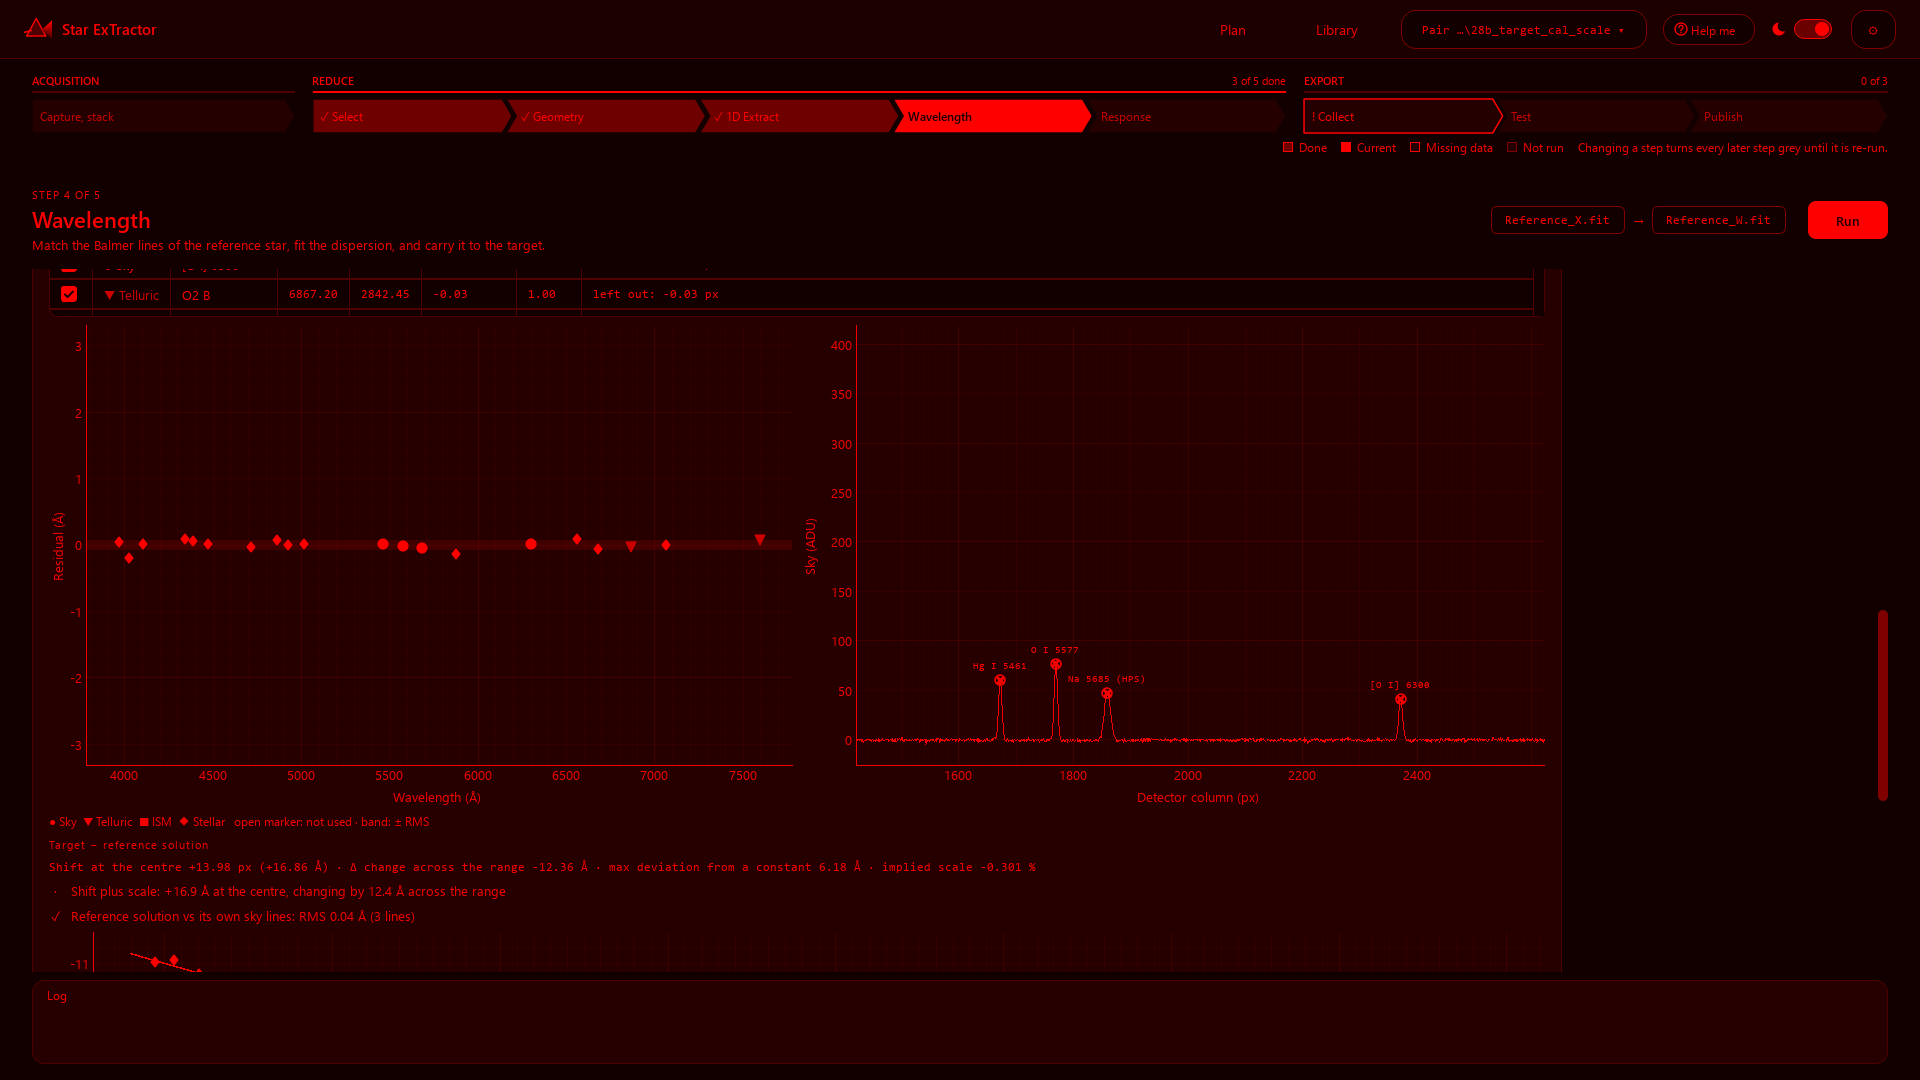 Star ExTractor
Plan
Library
Pair …\28b_target_cal_scale ▾
Help me
ACQUISITION
REDUCE
3 of 5 done
EXPORT
0 of 3
Capture, stack
✓ Select
✓ Geometry
✓ 1D Extract
Wavelength
Response
! Collect
Test
Publish
Done
Current
Missing data
Not run
Changing a step turns every later step grey until it is re-run.
STEP 4 OF 5
Wavelength
Match the Balmer lines of the reference star, fit the dispersion, and carry it to the target.
Reference_X.fit → Reference_W.fit
Run
▼ Telluric O2 B 6867.20 2842.45 -0.03 1.00 left out: -0.03 px
3
2
1
0
-1
-2
-3
Residual (Å)
4000 4500 5000 5500 6000 6500 7000 7500
Wavelength (Å)
400
350
300
250
200
150
100
50
0
Sky (ADU)
Hg I 5461
O I 5577
Na 5685 (HPS)
[O I] 6300
1600 1800 2000 2200 2400
Detector column (px)
● Sky ▼ Telluric ■ ISM ◆ Stellar open marker: not used · band: ± RMS
Target − reference solution
Shift at the centre +13.98 px (+16.86 Å) · Δ change across the range -12.36 Å · max deviation from a constant 6.18 Å · implied scale -0.301 %
· Shift plus scale: +16.9 Å at the centre, changing by 12.4 Å across the range
✓ Reference solution vs its own sky lines: RMS 0.04 Å (3 lines)
-11
Log